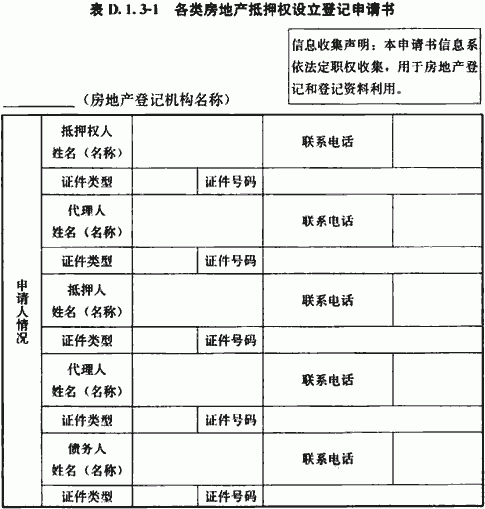 表 D.1.3-1 各类房地产抵押权设立登记申请书
信息收集声明：本申请书信息系
依法定职权收集，用于房地产登
记和登记资料利用。
（房地产登记机构名称）
申请人情况
抵押权人
姓名（名称）
联系电话
证件类型 证件号码
代理人
姓名（名称）
联系电话
证件类型 证件号码
抵押人
姓名（名称）
联系电话
证件类型 证件号码
代理人
姓名（名称）
联系电话
证件类型 证件号码
债务人
姓名（名称）
联系电话
证件类型 证件号码